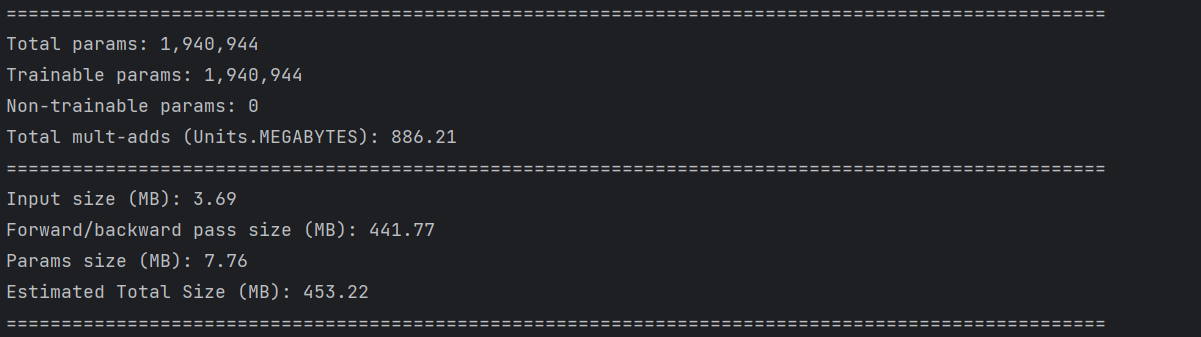 ====================================================================================================
Total params: 1,940,944
Trainable params: 1,940,944
Non-trainable params: 0
Total mult-adds (Units.MEGABYTES): 886.21
====================================================================================================
Input size (MB): 3.69
Forward/backward pass size (MB): 441.77
Params size (MB): 7.76
Estimated Total Size (MB): 453.22
====================================================================================================